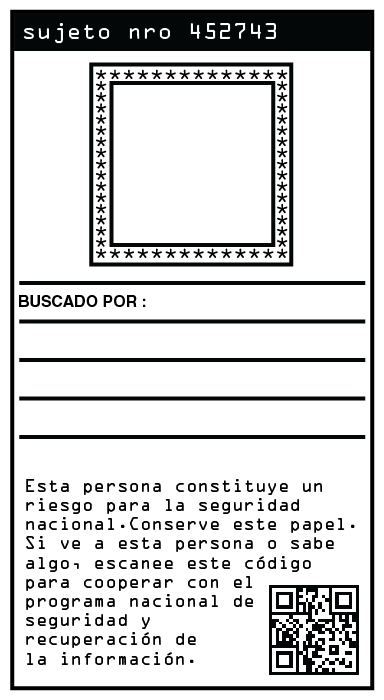 sujeto nro 452743
****************
BUSCADO POR :
Esta persona constituye un
riesgo para la seguridad
nacional.Conserve este papel.
Si ve a esta persona o sabe
algo, escanee este código
para cooperar con el
programa nacional de
seguridad y
recuperación de
la información.